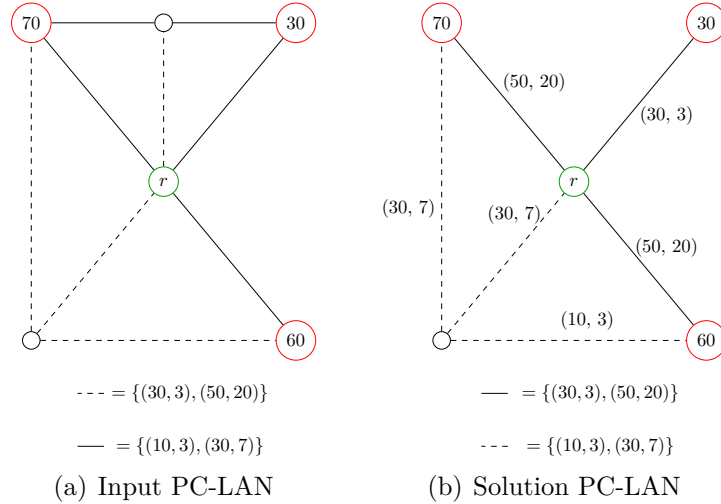 70 30 70 30
(50, 20)
(30, 3)
r r
(30, 7) (30, 7)
(50, 20)
(10, 3)
60 60
= {(30, 3), (50, 20)} = {(30, 3), (50, 20)}
= {(10, 3), (30, 7)} = {(10, 3), (30, 7)}
(a) Input PC-LAN (b) Solution PC-LAN